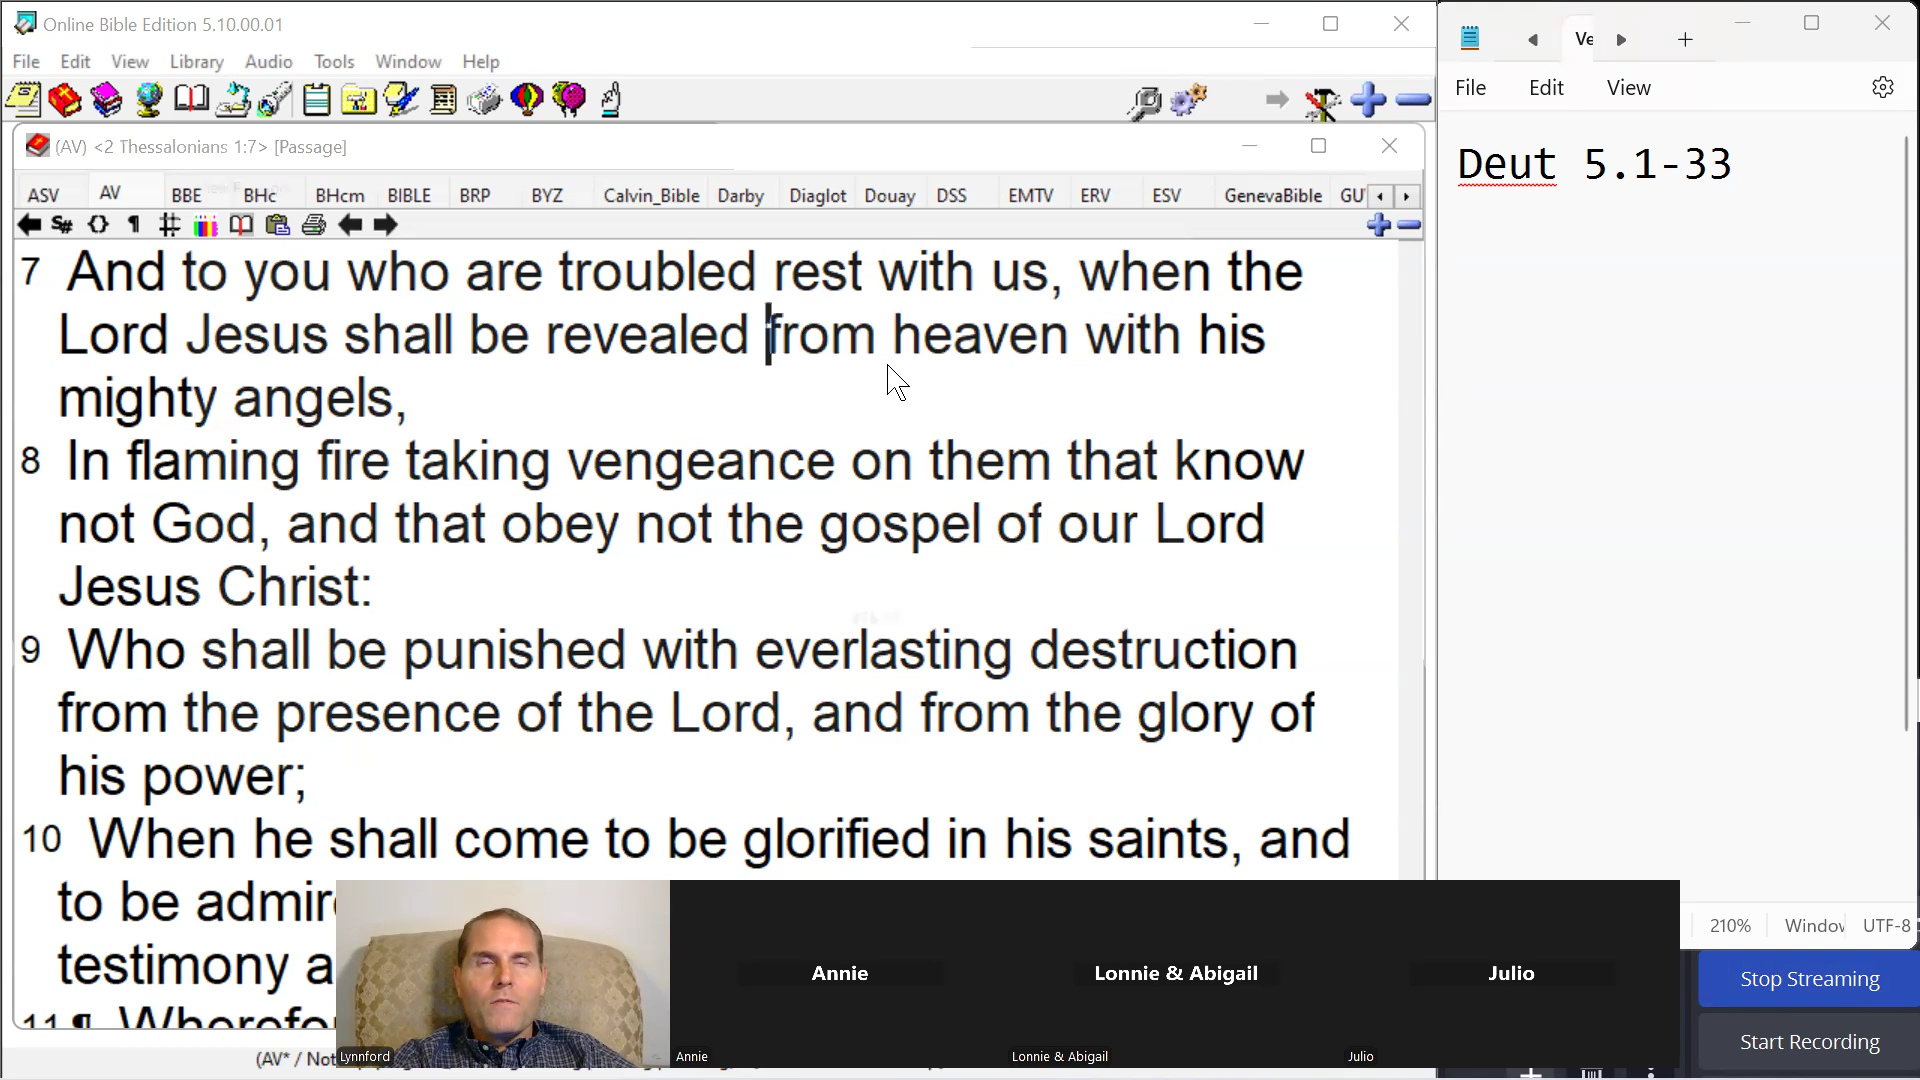 Online Bible Edition 5.10.00.01
File Edit View Library Audio Tools Window Help
(AV) <2 Thessalonians 1:7> [Passage]
ASV AV BBE BHc BHcm BIBLE BRP BYZ Calvin_Bible Darby Diaglot Douay DSS EMTV ERV ESV GenevaBible GU
7 And to you who are troubled rest with us, when the
Lord Jesus shall be revealed from heaven with his
mighty angels,
8 In flaming fire taking vengeance on them that know
not God, and that obey not the gospel of our Lord
Jesus Christ:
9 Who shall be punished with everlasting destruction
from the presence of the Lord, and from the glory of
his power;
10 When he shall come to be glorified in his saints, and
to be admir
testimony a
11 ¶ Wherefor
(AV* / Not
Ve
File Edit View
Deut 5.1-33
210% Window UTF-8
Stop Streaming
Start Recording
Annie
Lonnie & Abigail
Julio
Lynnford
Annie
Lonnie & Abigail
Julio